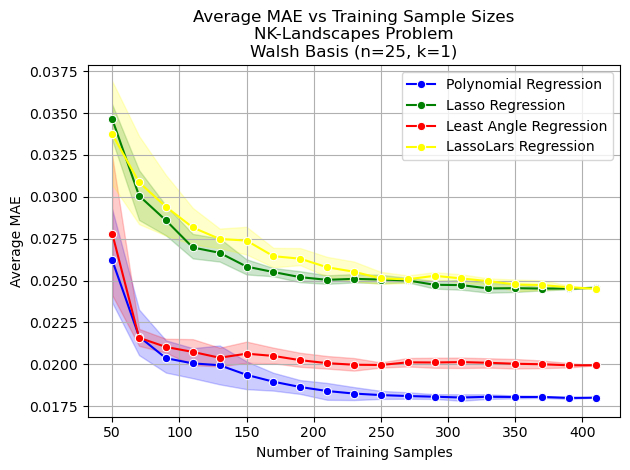 Average MAE vs Training Sample Sizes
NK-Landscapes Problem
Walsh Basis (n=25, k=1)
Polynomial Regression
Lasso Regression
Least Angle Regression
LassoLars Regression
Average MAE
0.0375
0.0350
0.0325
0.0300
0.0275
0.0250
0.0225
0.0200
0.0175
50 100 150 200 250 300 350 400
Number of Training Samples